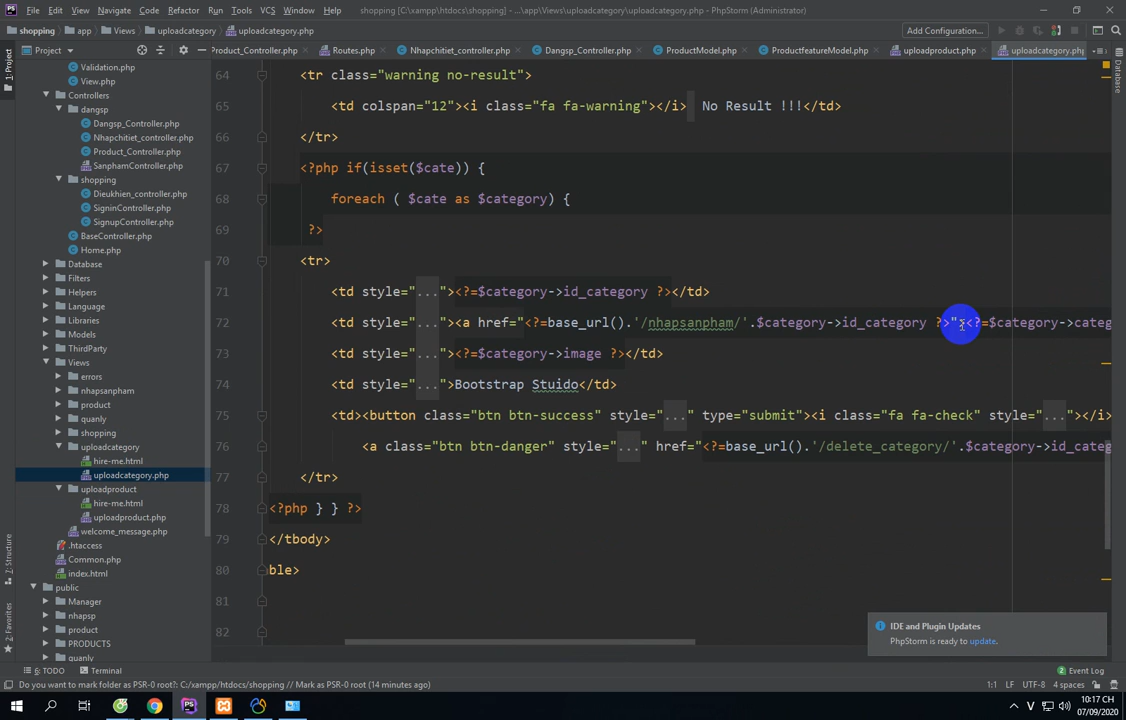 File Edit View Navigate Code Refactor Run Tools VCS Window Help shopping [C:\xampp\htdocs\shopping] - ...\app\Views\uploadcategory\uploadcategory.php - PhpStorm (Administrator)
shopping app Views uploadcategory uploadcategory.php Add Configuration...
Project Product_Controller.php Routes.php Nhapchitiet_controller.php Dangsp_Controller.php ProductModel.php ProductfeatureModel.php uploadproduct.php uploadcategory.php
1: Project
Database
Validation.php
View.php
Controllers
dangsp
Dangsp_Controller.php
Nhapchitiet_controller.php
Product_Controller.php
SanphamController.php
shopping
Dieukhien_controller.php
SigninController.php
SignupController.php
BaseController.php
Home.php
Database
Filters
Helpers
Language
Libraries
Models
ThirdParty
Views
errors
nhapsanpham
product
quanly
shopping
uploadcategory
hire-me.html
uploadcategory.php
uploadproduct
hire-me.html
uploadproduct.php
welcome_message.php
.htaccess
Common.php
index.html
public
Manager
nhapsp
product
PRODUCTS
quanly
7: Structure
2: Favorites
64 <tr class="warning no-result">
65 <td colspan="12"><i class="fa fa-warning"></i> No Result !!!</td>
66 </tr>
67 <?php if(isset($cate)) {
68 foreach ( $cate as $category) {
69 ?>
70 <tr>
71 <td style="..."><?=$category->id_category ?></td>
72 <td style="..."><a href="<?=base_url().'/nhapsanpham/'.$category->id_category ?>"><?=$category->categ
73 <td style="..."><?=$category->image ?></td>
74 <td style="...">Bootstrap Stuido</td>
75 <td><button class="btn btn-success" style="..." type="submit"><i class="fa fa-check" style="..."></i>
76 <a class="btn btn-danger" style="..." href="<?=base_url().'/delete_category/'.$category->id_categ
77 </tr>
78 <?php } } ?>
79 </tbody>
80 ble>
81
82
IDE and Plugin Updates
PhpStorm is ready to update.
6: TODO Terminal 2 Event Log
Do you want to mark folder as PSR-0 root?: C:/xampp/htdocs/shopping // Mark as PSR-0 root (14 minutes ago) 1:1 LF UTF-8 4 spaces
V 10:17 CH
07/09/2020